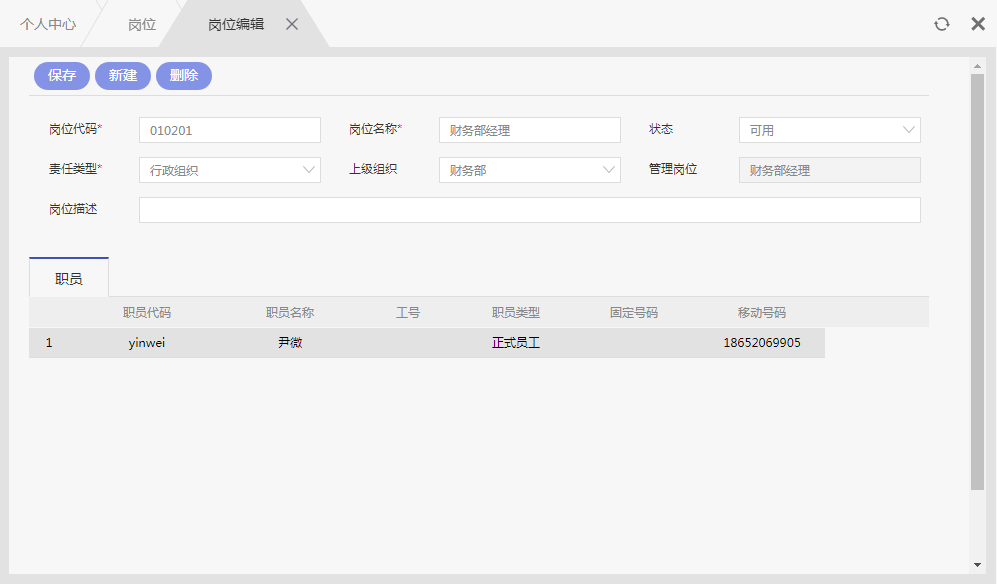 个人中心 岗位 岗位编辑
保存 新建 删除
岗位代码* 010201 岗位名称* 财务部经理 状态 可用
责任类型* 行政组织 上级组织 财务部 管理岗位 财务部经理
岗位描述
职员
职员代码 职员名称 工号 职员类型 固定号码 移动号码
1 yinwei 尹微 正式员工 18652069905